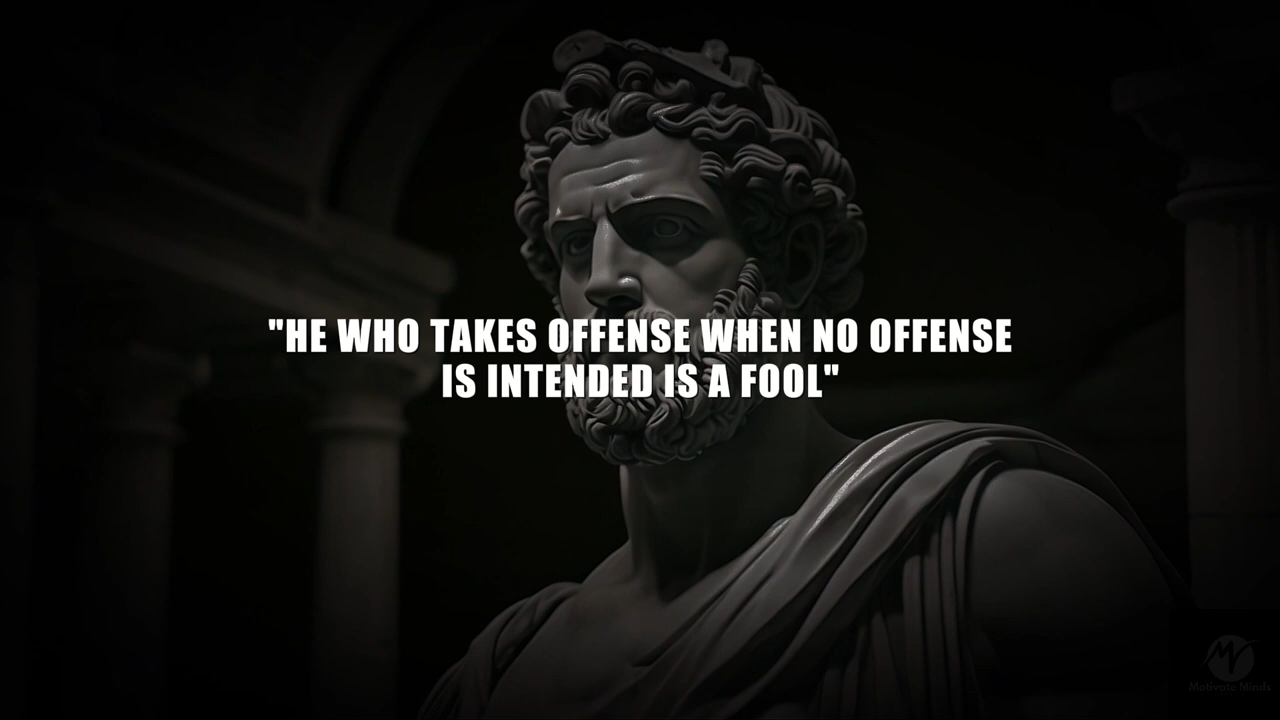 "HE WHO TAKES OFFENSE WHEN NO OFFENSE
IS INTENDED IS A FOOL"
Motivate Minds